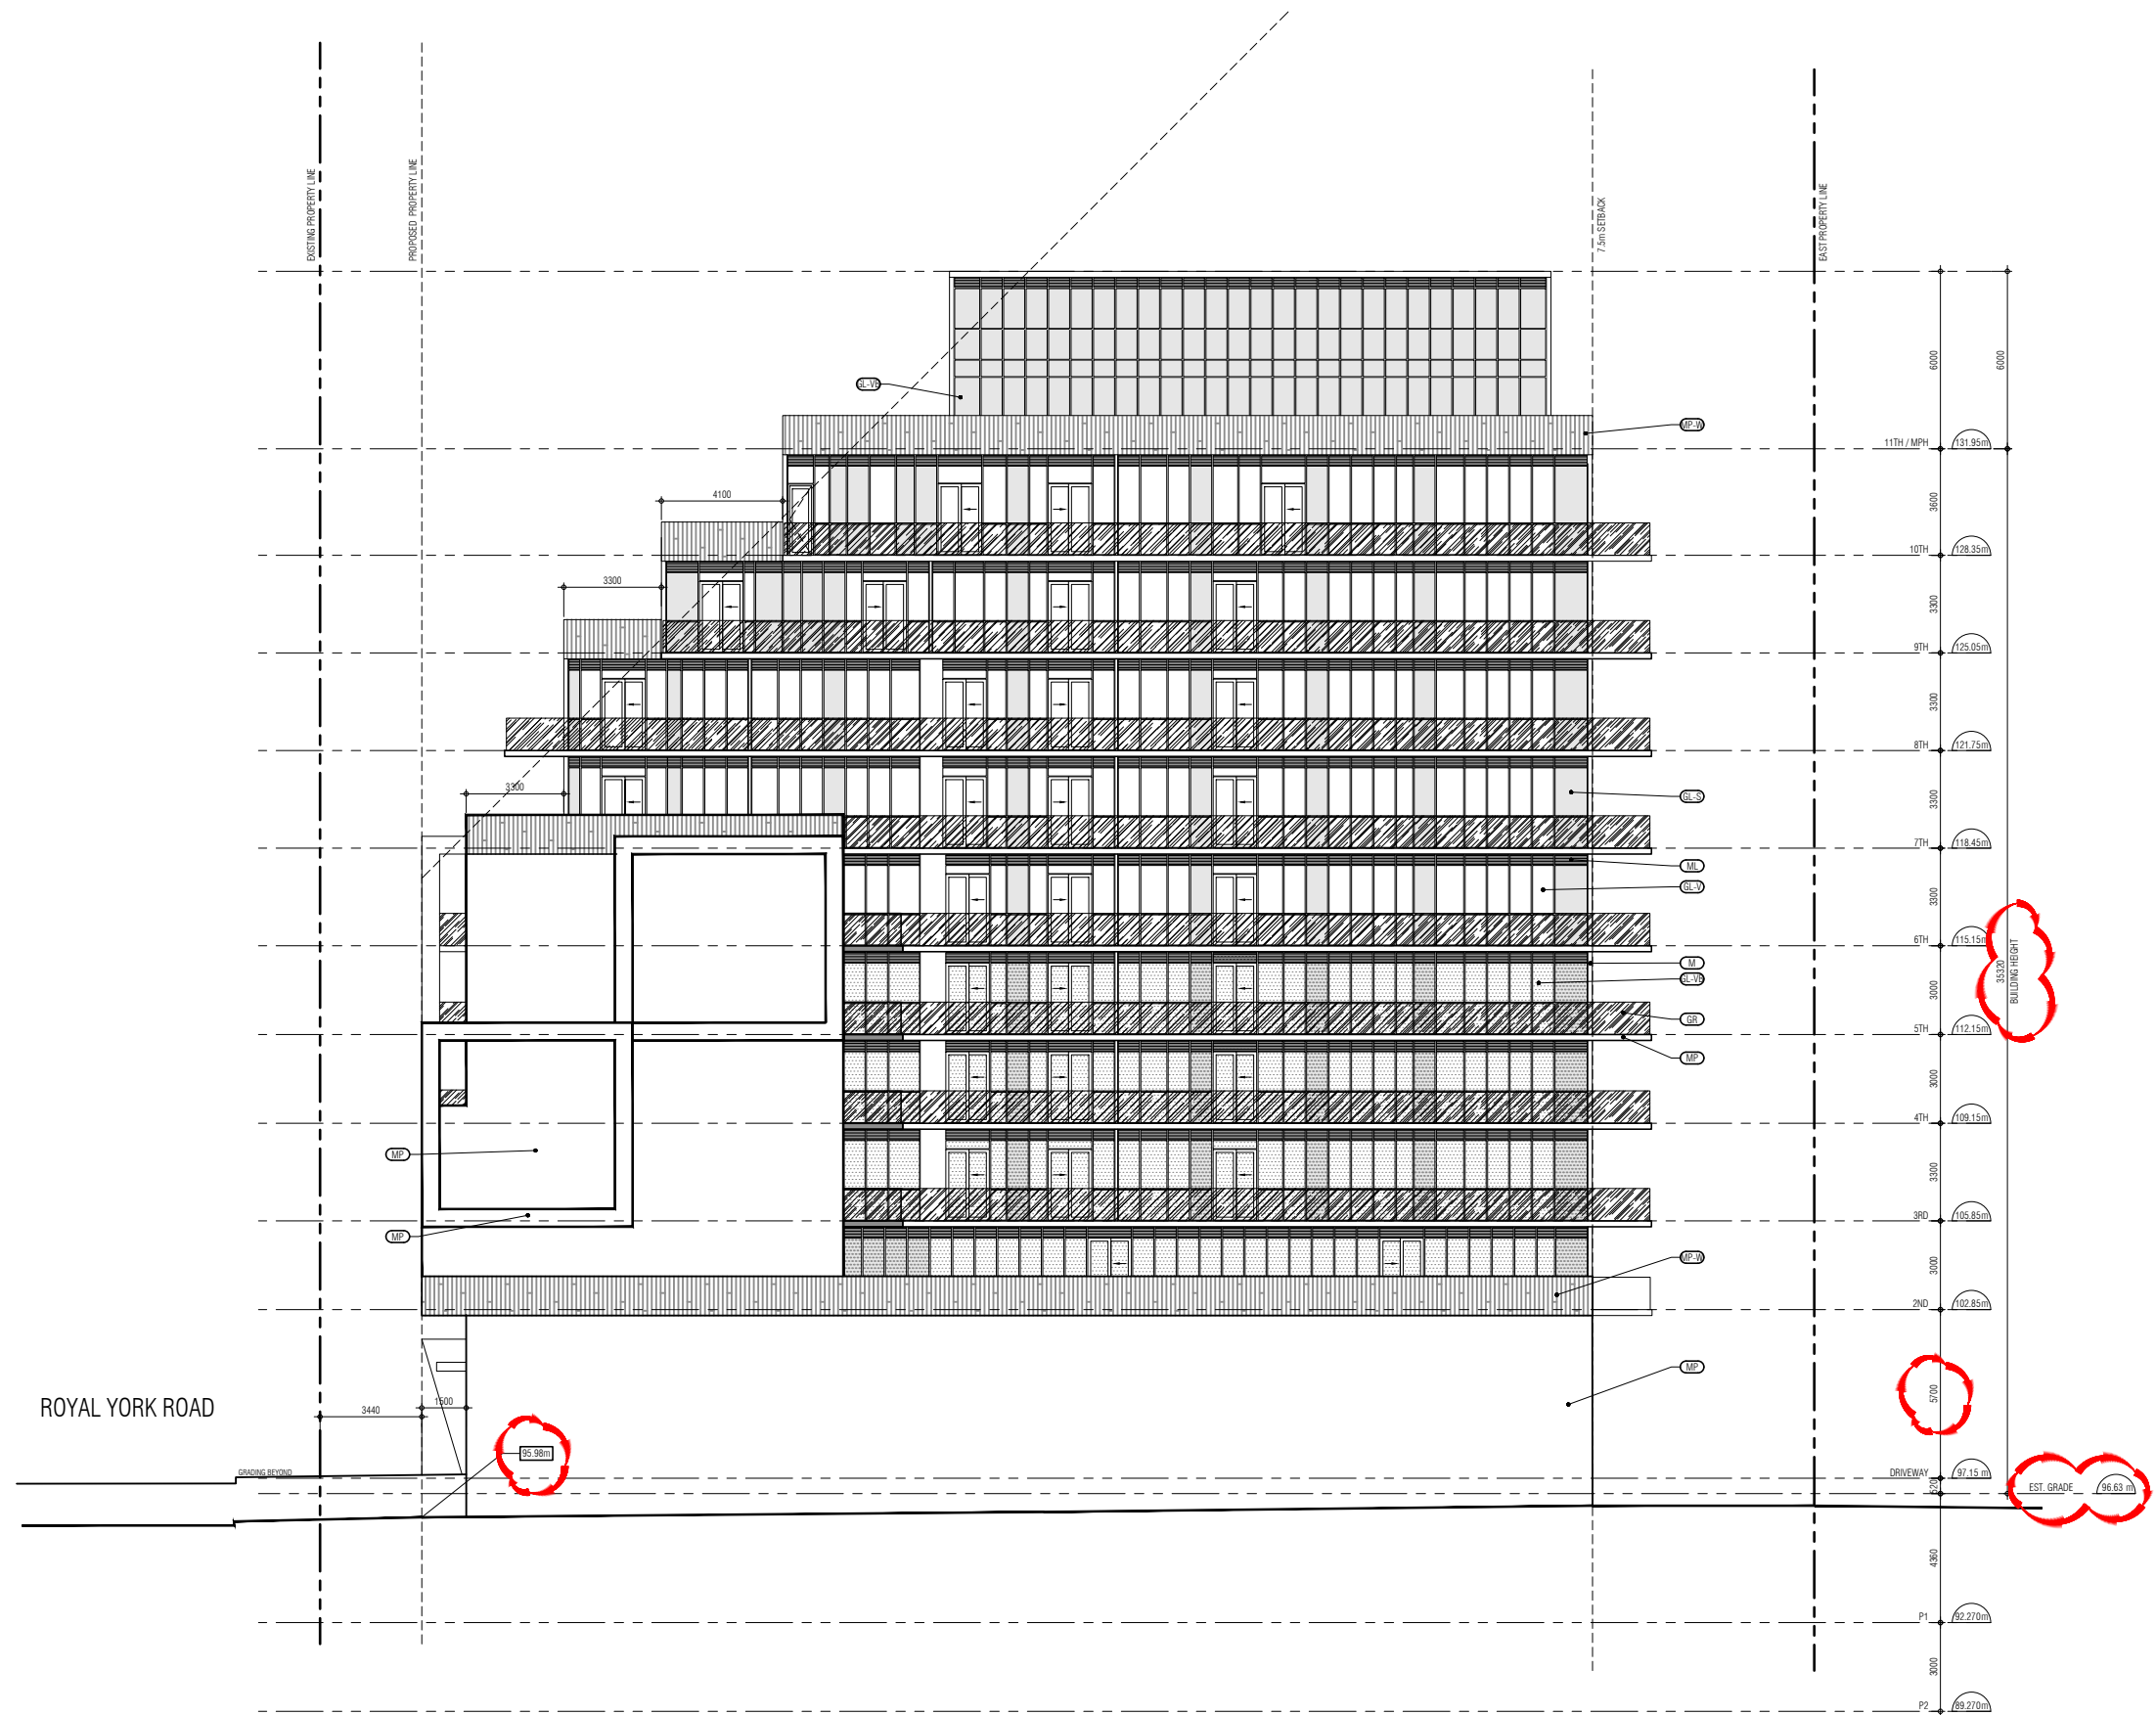 EXISTING PROPERTY LINE
PROPOSED PROPERTY LINE
7.5m SETBACK
EAST PROPERTY LINE
6000
6000
GL-VB
MP-W
11TH / MPH
131.95m
4100
3600
10TH
128.35m
3300
3300
9TH
125.05m
3300
8TH
121.75m
3300
GL-S
3300
7TH
118.45m
ML
GL-V
3300
6TH
115.15m
M
GL-VB
35320
BUILDING HEIGHT
3000
GR
5TH
112.15m
MP
3000
4TH
109.15m
MP
3300
3RD
105.85m
MP
MP-W
3000
2ND
102.85m
MP
5700
ROYAL YORK ROAD
3440
1500
95.98m
GRADING BEYOND
DRIVEWAY
97.15 m
520
EST. GRADE
96.63 m
4360
P1
92.270m
3000
P2
89.270m